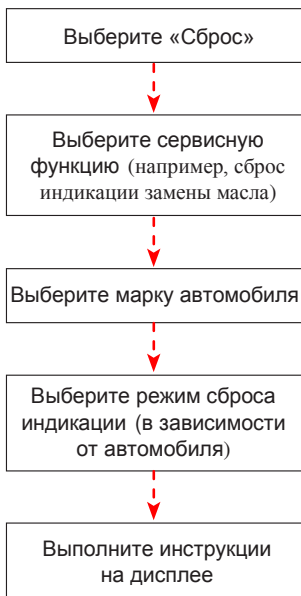 Выберите «Сброс»
Выберите сервисную
функцию (например, сброс
индикации замены масла)
Выберите марку автомобиля
Выберите режим сброса
индикации (в зависимости
от автомобиля)
Выполните инструкции
на дисплее